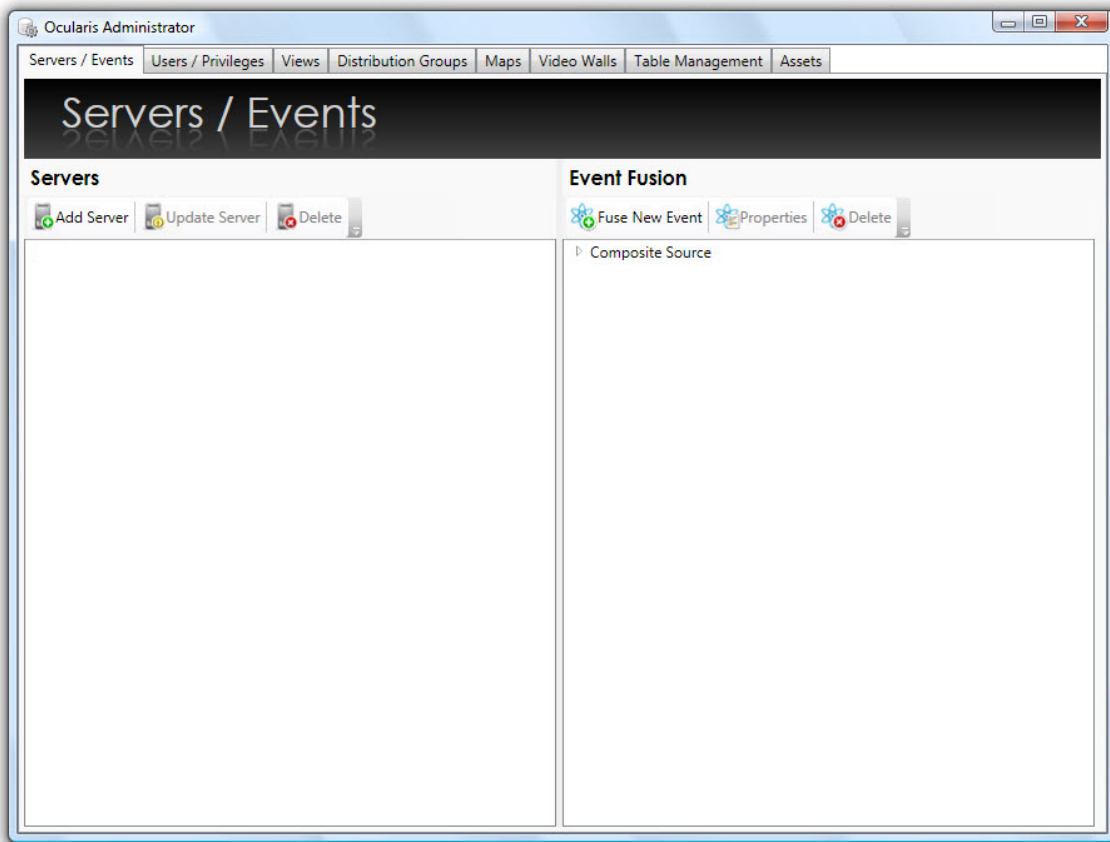 Ocularis Administrator
Servers / Events Users / Privileges Views Distribution Groups Maps Video Walls Table Management Assets
Servers / Events
Servers
Event Fusion
Add Server Update Server Delete
Fuse New Event Properties Delete
Composite Source